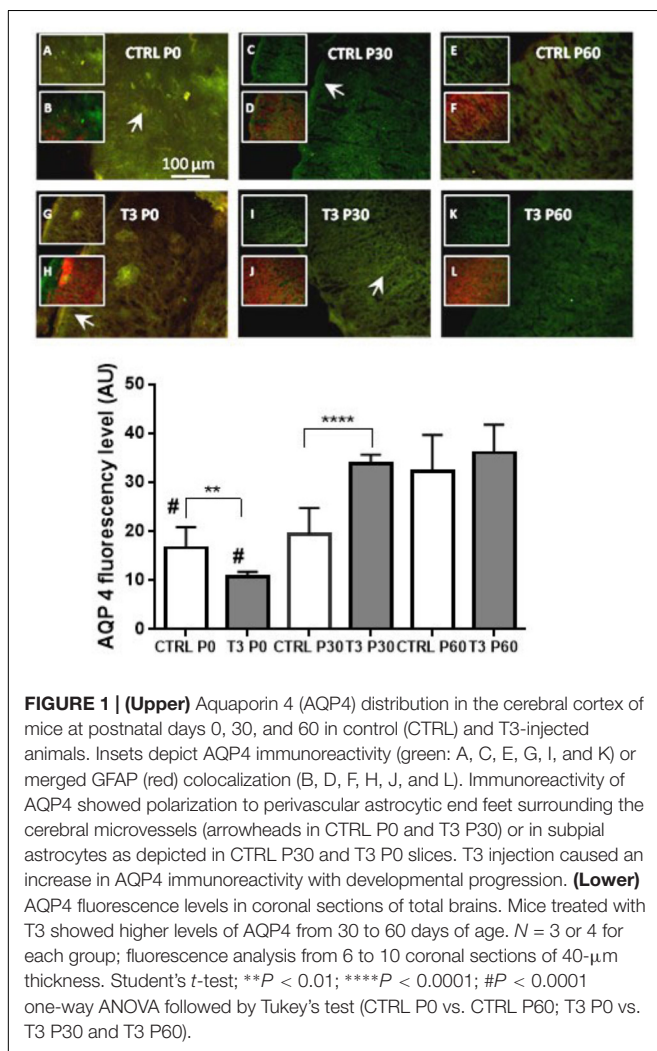 A
CTRL P0
B
100 µm
C
CTRL P30
D
E
CTRL P60
F
G
T3 P0
H
I
T3 P30
J
K
T3 P60
L
AQP 4 fluorescency level (AU)
50
40
30
20
10
0
#
**
#
****
CTRL P0 T3 P0 CTRL P30 T3 P30 CTRL P60 T3 P60
FIGURE 1 | (Upper) Aquaporin 4 (AQP4) distribution in the cerebral cortex of
mice at postnatal days 0, 30, and 60 in control (CTRL) and T3-injected
animals. Insets depict AQP4 immunoreactivity (green: A, C, E, G, I, and K) or
merged GFAP (red) colocalization (B, D, F, H, J, and L). Immunoreactivity of
AQP4 showed polarization to perivascular astrocytic end feet surrounding the
cerebral microvessels (arrowheads in CTRL P0 and T3 P30) or in subpial
astrocytes as depicted in CTRL P30 and T3 P0 slices. T3 injection caused an
increase in AQP4 immunoreactivity with developmental progression. (Lower)
AQP4 fluorescence levels in coronal sections of total brains. Mice treated with
T3 showed higher levels of AQP4 from 30 to 60 days of age. N = 3 or 4 for
each group; fluorescence analysis from 6 to 10 coronal sections of 40-µm
thickness. Student's t-test; **P < 0.01; ****P < 0.0001; #P < 0.0001
one-way ANOVA followed by Tukey's test (CTRL P0 vs. CTRL P60; T3 P0 vs.
T3 P30 and T3 P60).